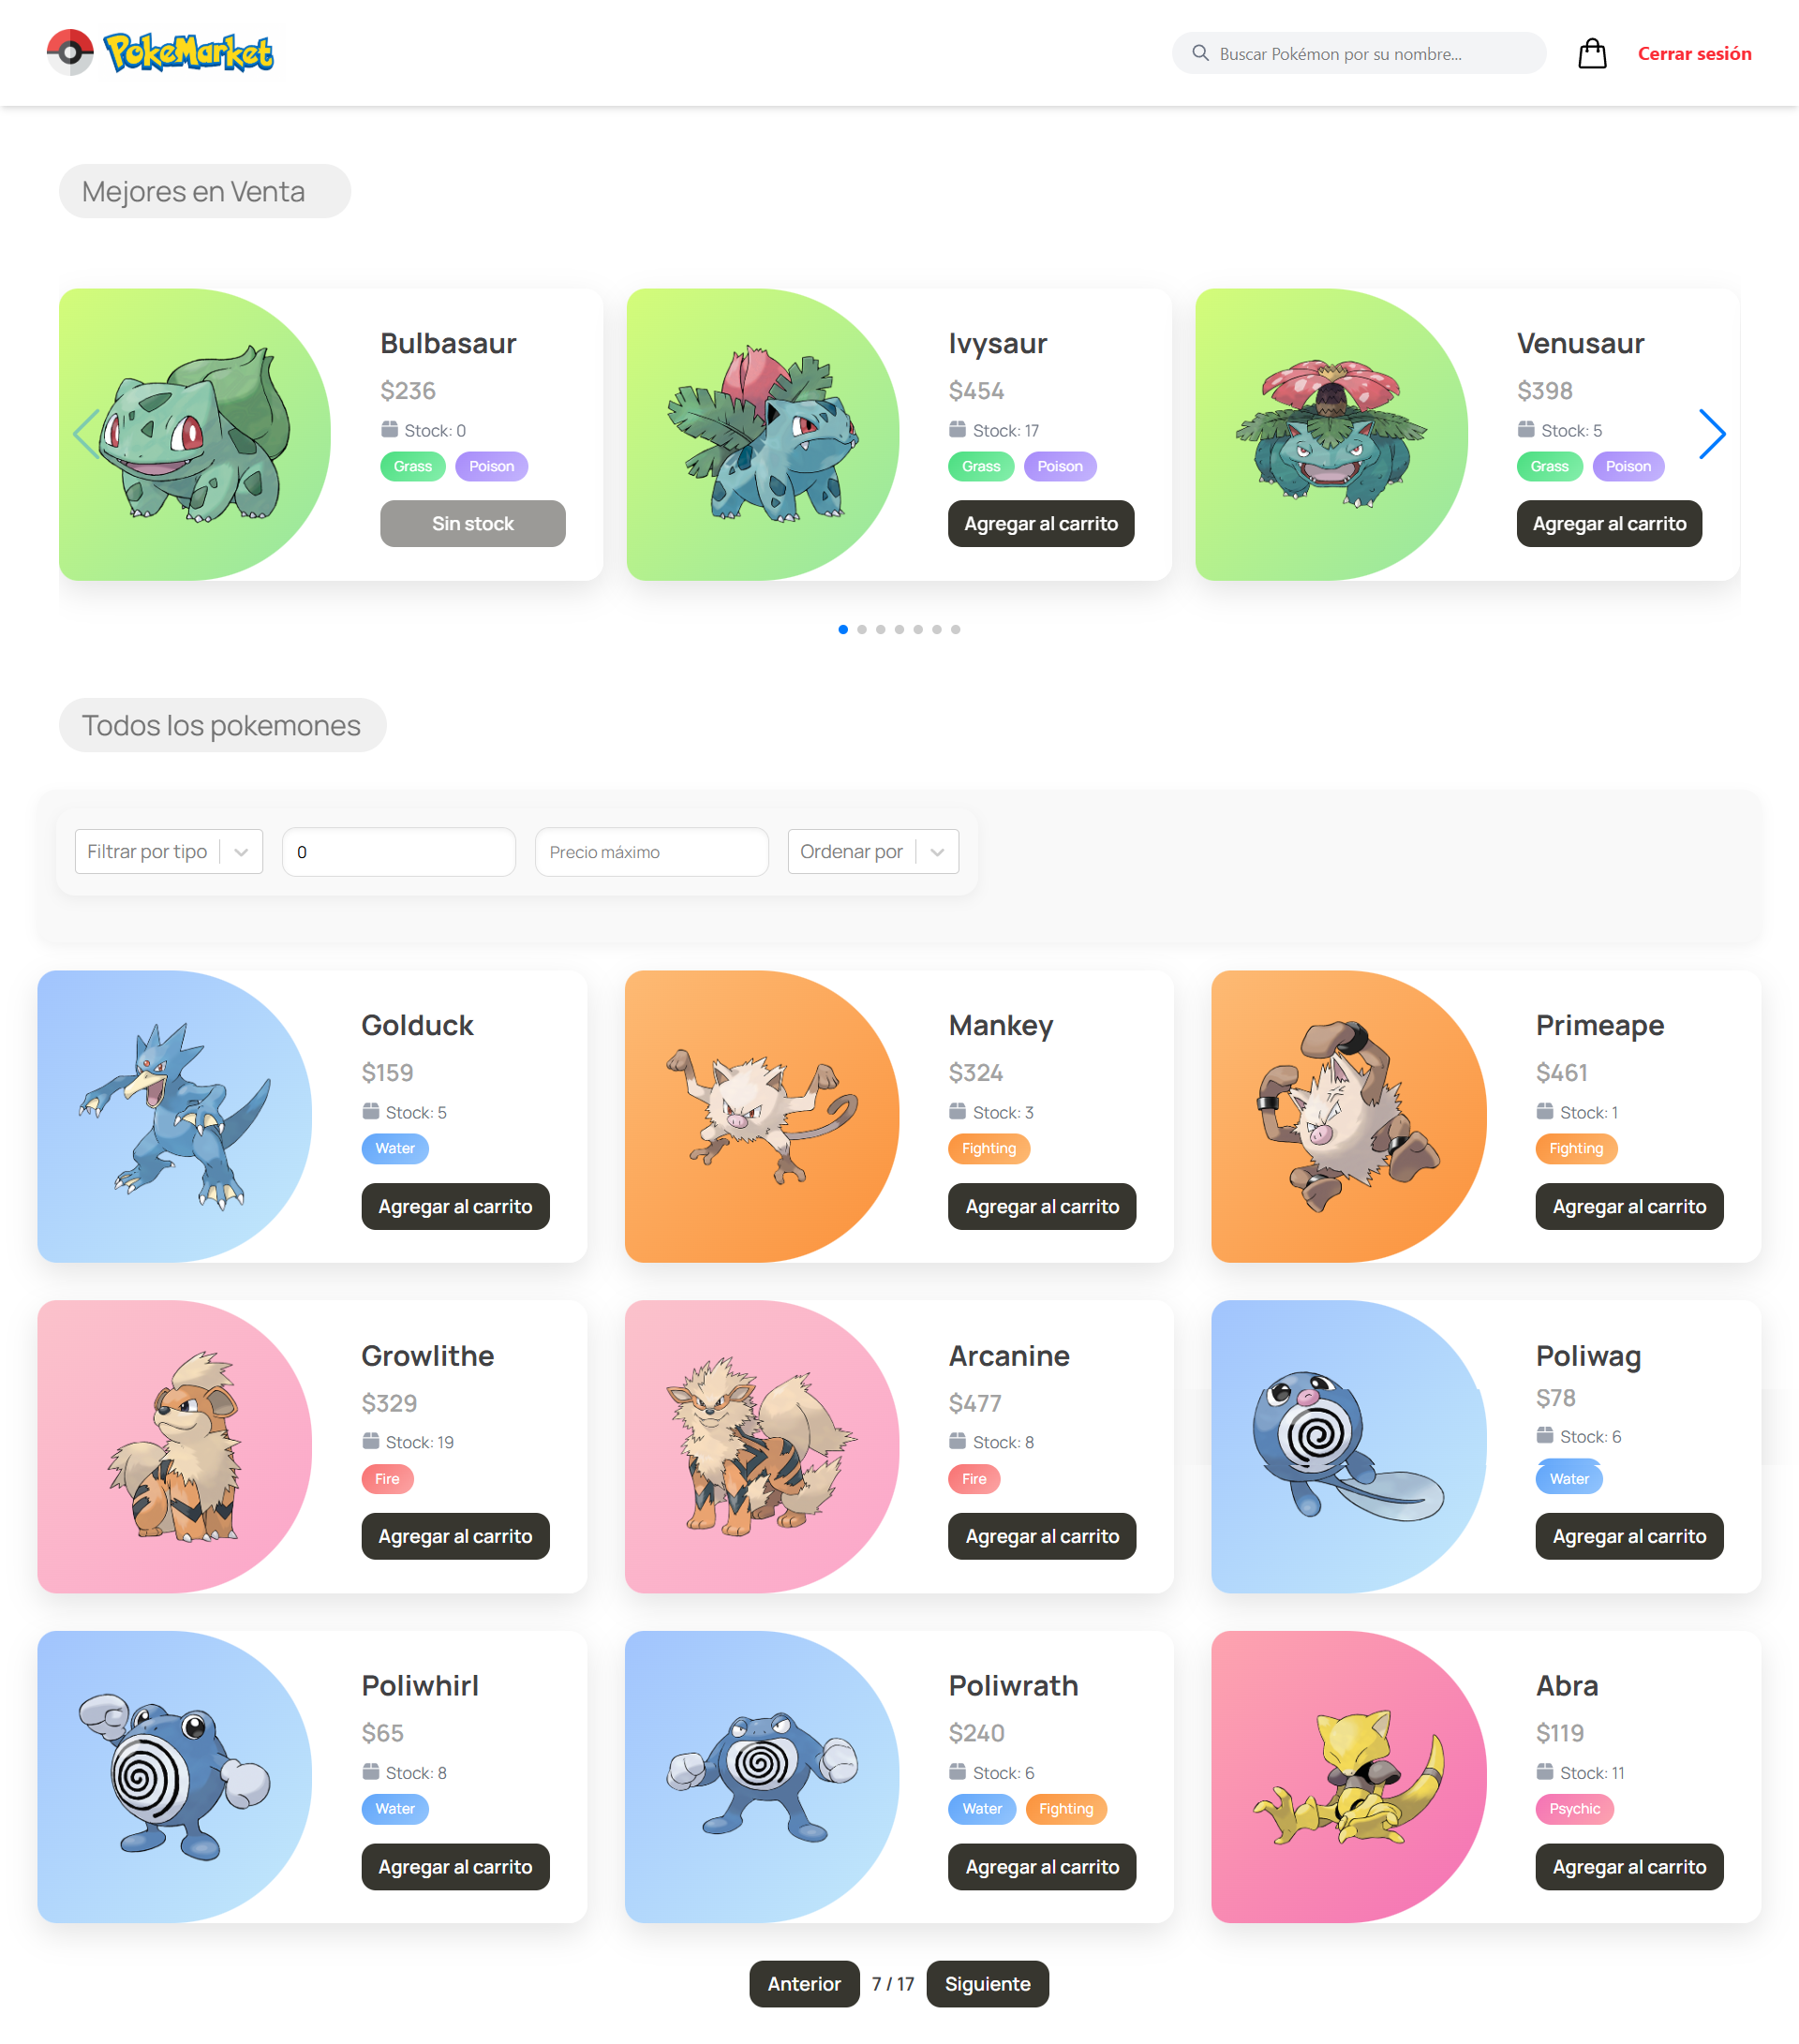 PokeMarket
Buscar Pokémon por su nombre...
Cerrar sesión
Mejores en Venta
Bulbasaur
$236
Stock: 0
Grass Poison
Sin stock
Ivysaur
$454
Stock: 17
Grass Poison
Agregar al carrito
Venusaur
$398
Stock: 5
Grass Poison
Agregar al carrito
Todos los pokemones
Filtrar por tipo
0
Precio máximo
Ordenar por
Golduck
$159
Stock: 5
Water
Agregar al carrito
Mankey
$324
Stock: 3
Fighting
Agregar al carrito
Primeape
$461
Stock: 1
Fighting
Agregar al carrito
Growlithe
$329
Stock: 19
Fire
Agregar al carrito
Arcanine
$477
Stock: 8
Fire
Agregar al carrito
Poliwag
$78
Stock: 6
Water
Agregar al carrito
Poliwhirl
$65
Stock: 8
Water
Agregar al carrito
Poliwrath
$240
Stock: 6
Water Fighting
Agregar al carrito
Abra
$119
Stock: 11
Psychic
Agregar al carrito
Anterior 7 / 17 Siguiente